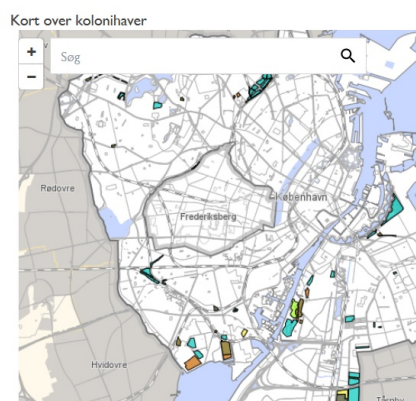 Kort over kolonihaver
+
Søg
−
Rødovre
København
Frederiksberg
Hvidovre
Tårnby